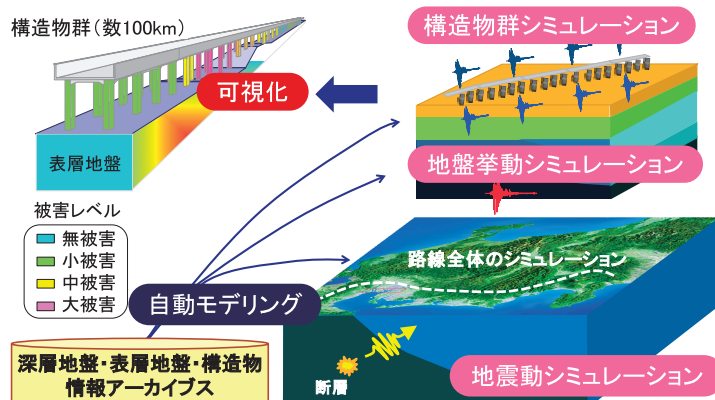 構造物群（数100km）
構造物群シミュレーション
可視化
表層地盤
地盤挙動シミュレーション
被害レベル
無被害
小被害
中被害
大被害
路線全体のシミュレーション
自動モデリング
深層地盤・表層地盤・構造物
情報アーカイブス
断層
地震動シミュレーション